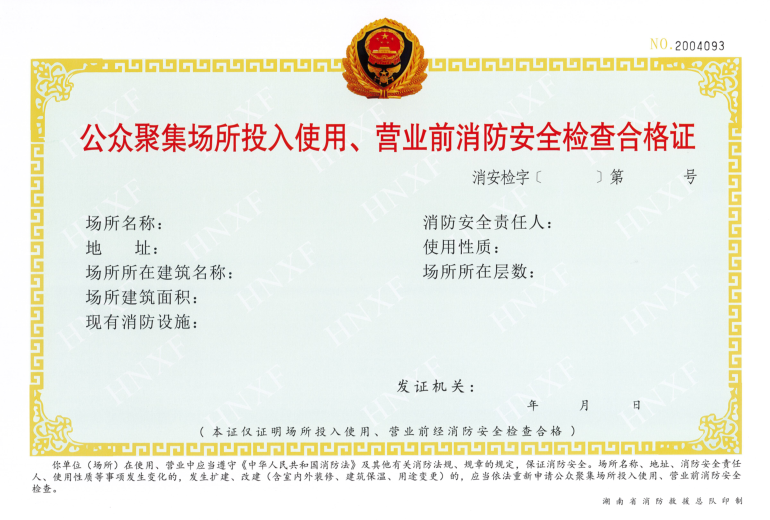 NO.2004093
公众聚集场所投入使用、营业前消防安全检查合格证
消安检字〔 〕第 号
场所名称：
消防安全责任人：
地 址：
使用性质：
场所所在建筑名称：
场所所在层数：
场所建筑面积：
现有消防设施：
发证机关：
年 月 日
（本证仅证明场所投入使用、营业前经消防安全检查合格）
你单位（场所）在使用、营业中应当遵守《中华人民共和国消防法》及其他有关消防法规、规章的规定，保证消防安全。场所名称、地址、消防安全责任
人、使用性质等事项发生变化的，发生扩建、改建（含室内外装修、建筑保温、用途变更）的，应当依法重新申请公众聚集场所投入使用、营业前消防安全
检查。
湖南省消防救援总队印制
HNXF